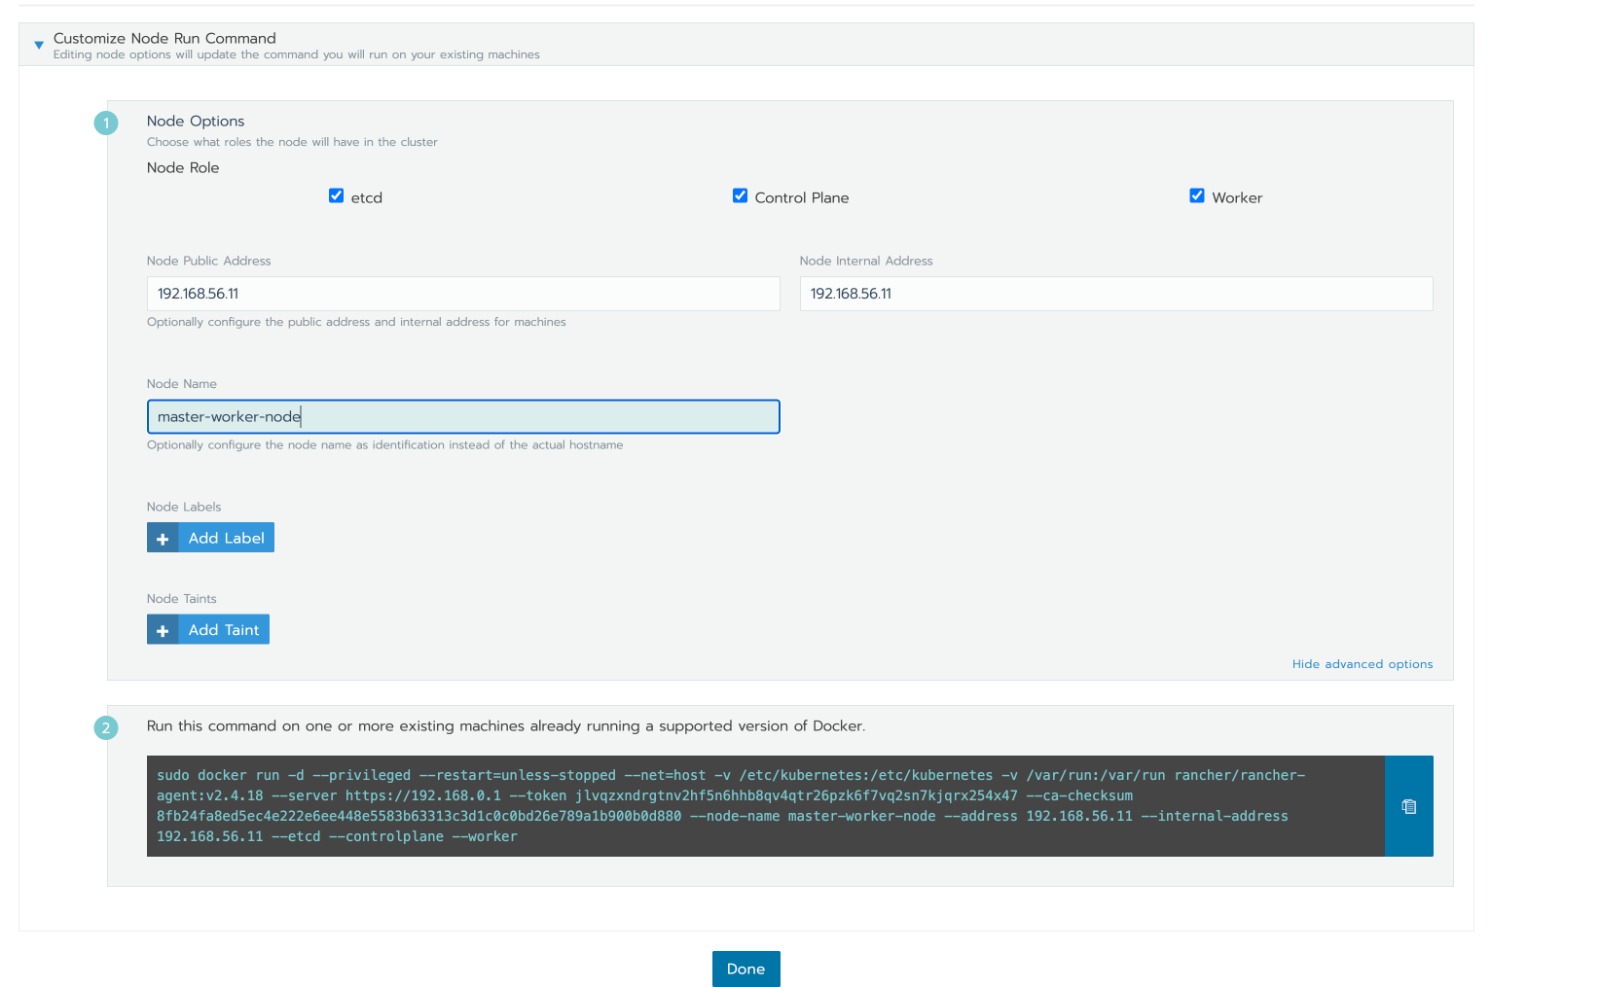 Customize Node Run Command
Editing node options will update the command you will run on your existing machines
1
Node Options
Choose what roles the node will have in the cluster
Node Role
etcd
Control Plane
Worker
Node Public Address
Node Internal Address
192.168.56.11
192.168.56.11
Optionally configure the public address and internal address for machines
Node Name
master-worker-node
Optionally configure the node name as identification instead of the actual hostname
Node Labels
+ Add Label
Node Taints
+ Add Taint
Hide advanced options
2
Run this command on one or more existing machines already running a supported version of Docker.
sudo docker run -d --privileged --restart=unless-stopped --net=host -v /etc/kubernetes:/etc/kubernetes -v /var/run:/var/run rancher/rancher-
agent:v2.4.18 --server https://192.168.0.1 --token jlvqzxndrgtnv2hf5n6hhb8qv4qtr26pzk6f7vq2sn7kjqrx254x47 --ca-checksum
8fb24fa8ed5ec4e222e6ee448e5583b63313c3d1c0c0bd26e789a1b900b0d880 --node-name master-worker-node --address 192.168.56.11 --internal-address
192.168.56.11 --etcd --controlplane --worker
Done